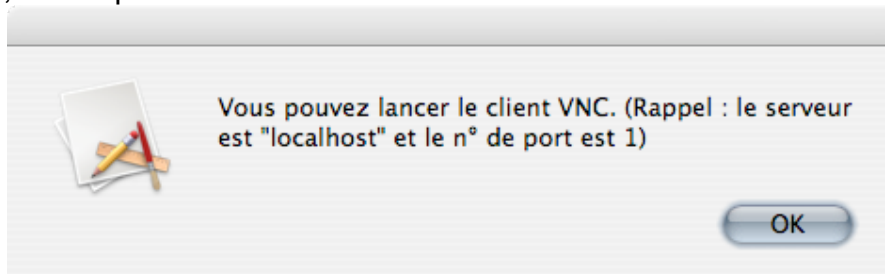 Vous pouvez lancer le client VNC. (Rappel : le serveur
est "localhost" et le n° de port est 1)
OK